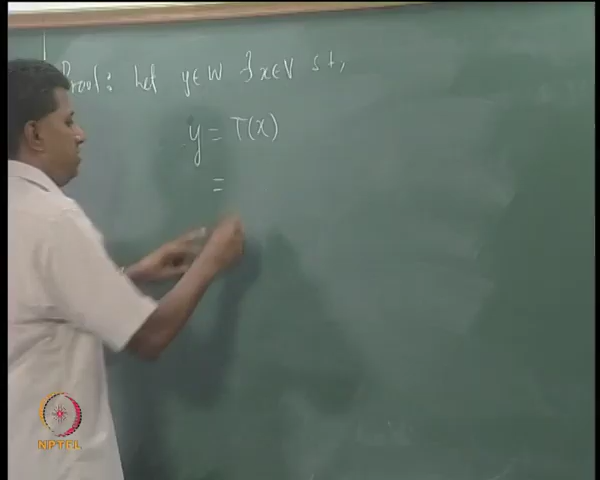 Proof: Let y ∈ W ∃ x ∈ V s t,
y = T(x)
=
NPTEL